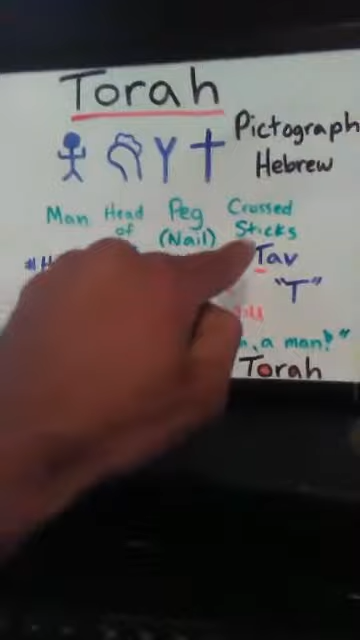 Torah
Pictograph
Hebrew
Man Head Peg Crossed
of (Nail) Sticks
"H Tav
"T"
a man!"
Torah